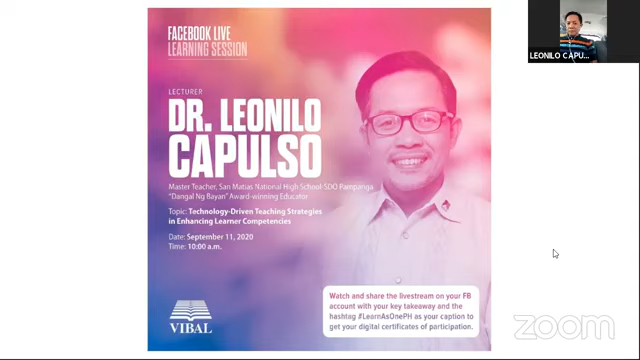 FACEBOOK LIVE
LEARNING SESSION
LECTURER
DR. LEONILO
CAPULSO
Master Teacher, San Matias National High School-SDO Pampanga
"Dangal Ng Bayan" Award-winning Educator
Topic: Technology-Driven Teaching Strategies
in Enhancing Learner Competencies
Date: September 11, 2020
Time: 10:00 a.m.
Watch and share the livestream on your FB
account with your key takeaway and the
hashtag #LearnAsOnePH as your caption to
get your digital certificates of participation.
VIBAL
LEONILO CAPU...
zoom